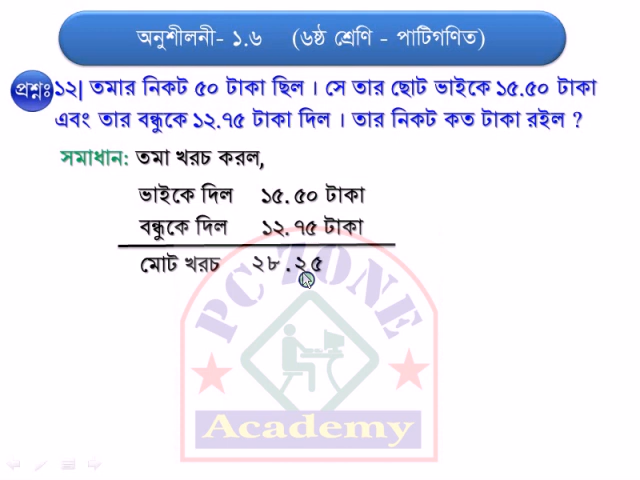 অনুশীলনী- ১.৬ (৬ষ্ঠ শ্রেণি - পাটিগণিত)
প্রশ্নঃ ১২| তমার নিকট ৫০ টাকা ছিল । সে তার ছোট ভাইকে ১৫.৫০ টাকা
এবং তার বন্ধুকে ১২.৭৫ টাকা দিল । তার নিকট কত টাকা রইল ?
সমাধান: তমা খরচ করল,
ভাইকে দিল ১৫.৫০ টাকা
বন্ধুকে দিল ১২.৭৫ টাকা
মোট খরচ ২৮.২৫
PC ZONE
Academy